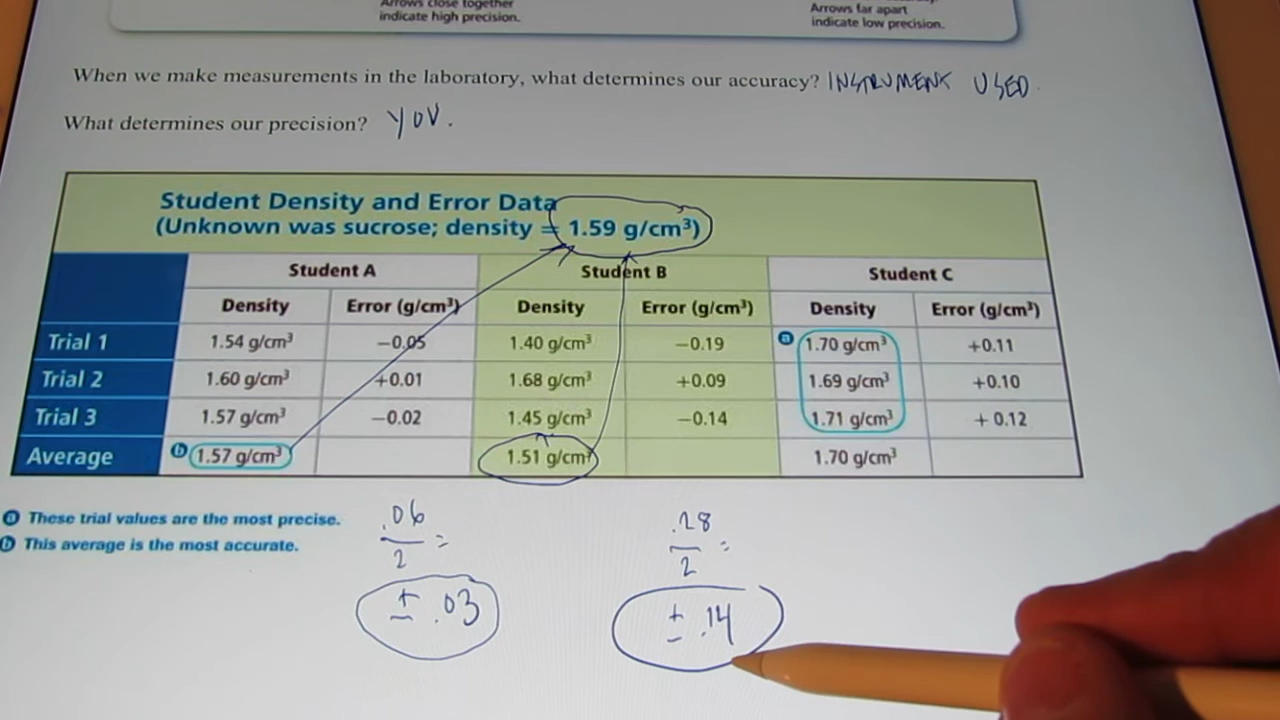 Arrows close together
indicate high precision.
Arrows far apart
indicate low precision.
When we make measurements in the laboratory, what determines our accuracy? INSTRUMENT USED.
What determines our precision? YOU.
Student Density and Error Data
(Unknown was sucrose; density = 1.59 g/cm³)
Student A Student B Student C
Density Error (g/cm³) Density Error (g/cm³) Density Error (g/cm³)
Trial 1 1.54 g/cm³ −0.05 1.40 g/cm³ −0.19 a 1.70 g/cm³ +0.11
Trial 2 1.60 g/cm³ +0.01 1.68 g/cm³ +0.09 1.69 g/cm³ +0.10
Trial 3 1.57 g/cm³ −0.02 1.45 g/cm³ −0.14 1.71 g/cm³ + 0.12
Average b 1.57 g/cm³ 1.51 g/cm³ 1.70 g/cm³
a These trial values are the most precise.
b This average is the most accurate.
.06
2 =
± .03
.28
2 =
± .14